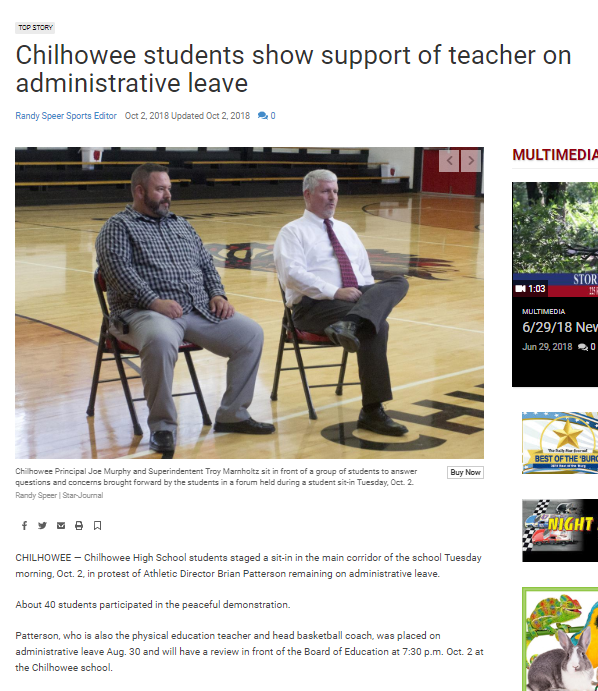 TOP STORY
Chilhowee students show support of teacher on
administrative leave
Randy Speer Sports Editor Oct 2, 2018 Updated Oct 2, 2018 0
MULTIMEDIA
STOR
1:03
MULTIMEDIA
6/29/18 New
Jun 29, 2018 0
Chilhowee Principal Joe Murphy and Superindentent Troy Marnholtz sit in front of a group of students to answer
questions and concerns brought forward by the students in a forum held during a student sit-in Tuesday, Oct. 2.
Buy Now
Randy Speer | Star-Journal
BEST OF THE 'BURG
NIGHT
CHILHOWEE — Chilhowee High School students staged a sit-in in the main corridor of the school Tuesday
morning, Oct. 2, in protest of Athletic Director Brian Patterson remaining on administrative leave.
About 40 students participated in the peaceful demonstration.
Patterson, who is also the physical education teacher and head basketball coach, was placed on
administrative leave Aug. 30 and will have a review in front of the Board of Education at 7:30 p.m. Oct. 2 at
the Chilhowee school.